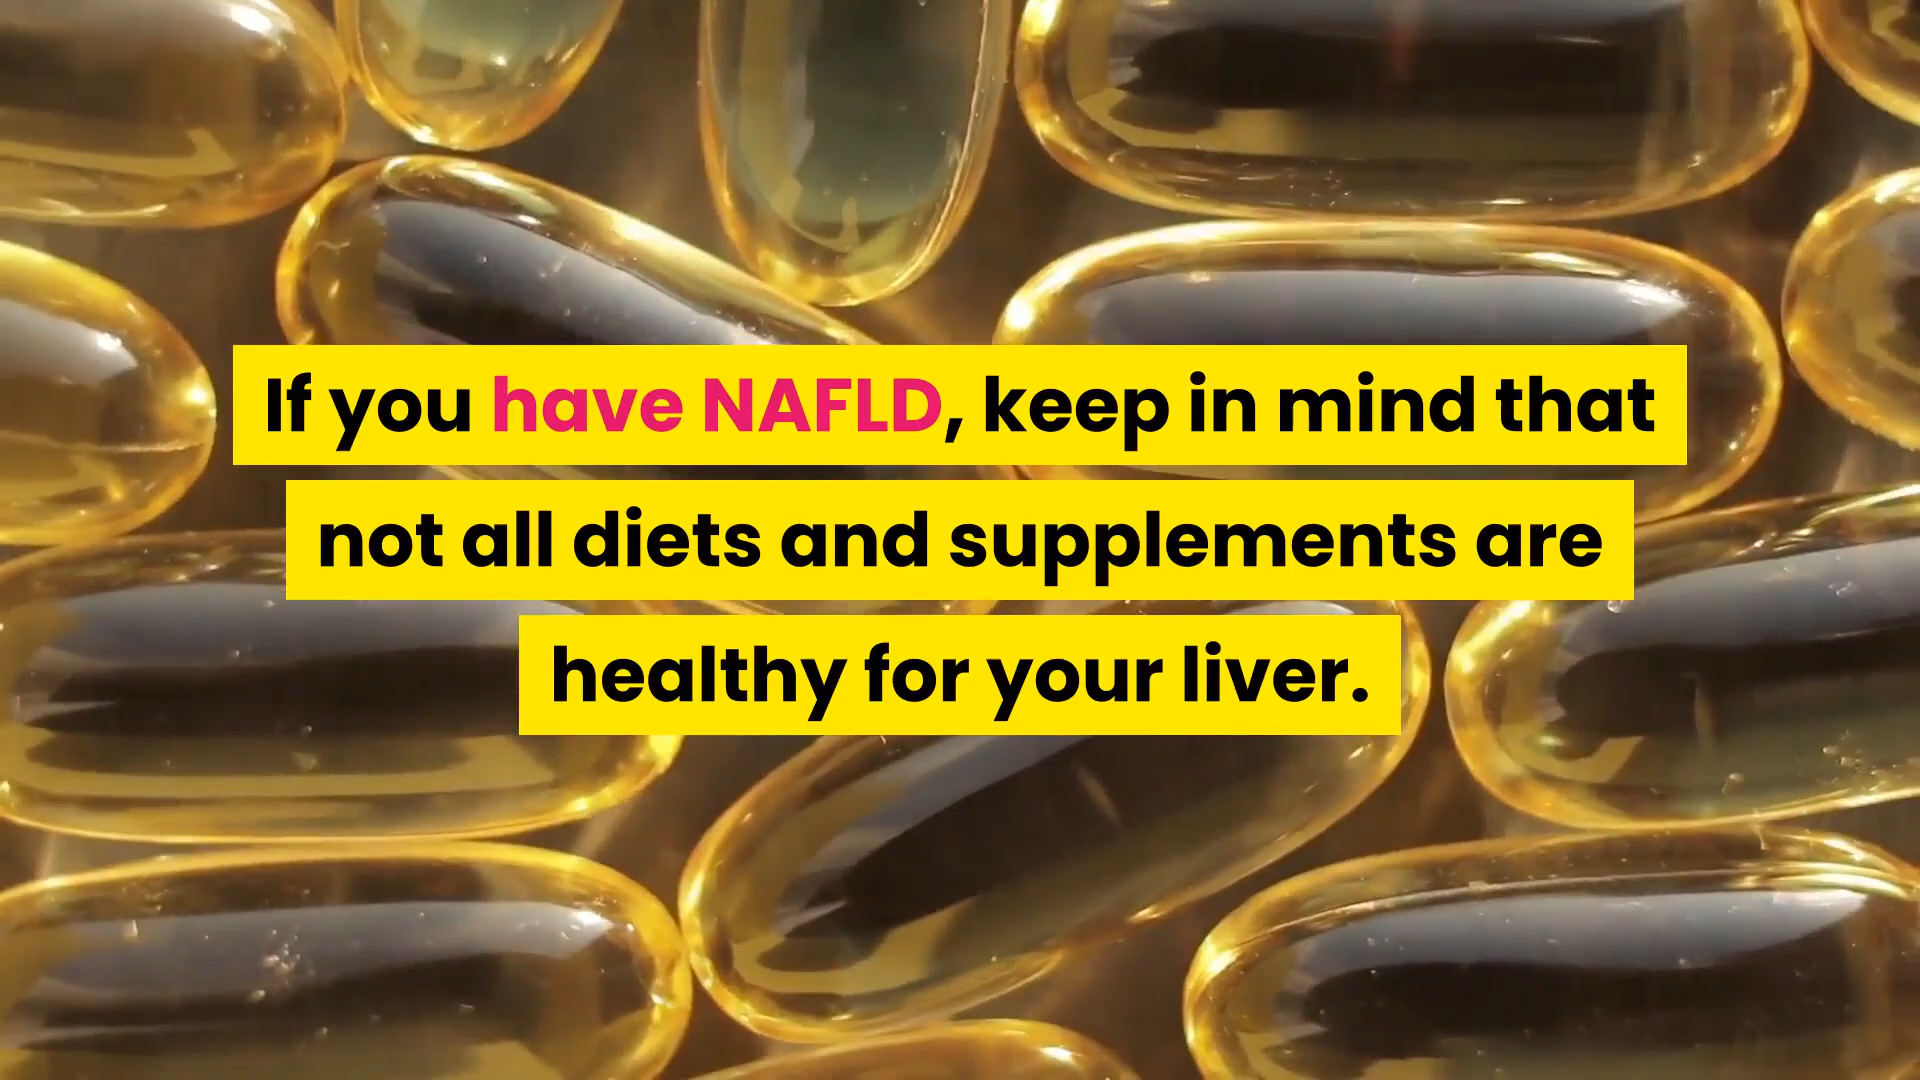 If you have NAFLD, keep in mind that
not all diets and supplements are
healthy for your liver.